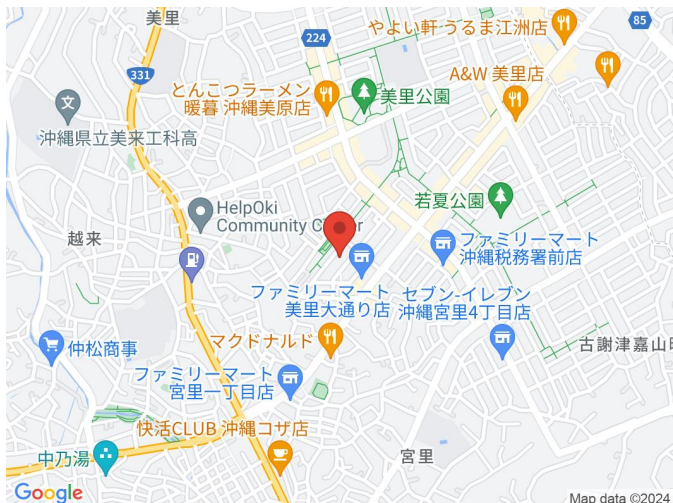 美里
224
やよい軒 うるま江洲店
85
331
A&W 美里店
とんこつラーメン
暖暮 沖縄美原店
美里公園
沖縄県立美来工科高
HelpOki
Community C
er
若夏公園
越来
ファミリーマート
沖縄税務署前店
ファミリーマート
美里大通り店
セブン-イレブン
沖縄宮里4丁目店
仲松商事
マクドナルド
古謝津嘉山町
ファミリーマート
宮里一丁目店
快活CLUB 沖縄コザ店
中乃湯
宮里
Google
Map data ©2024